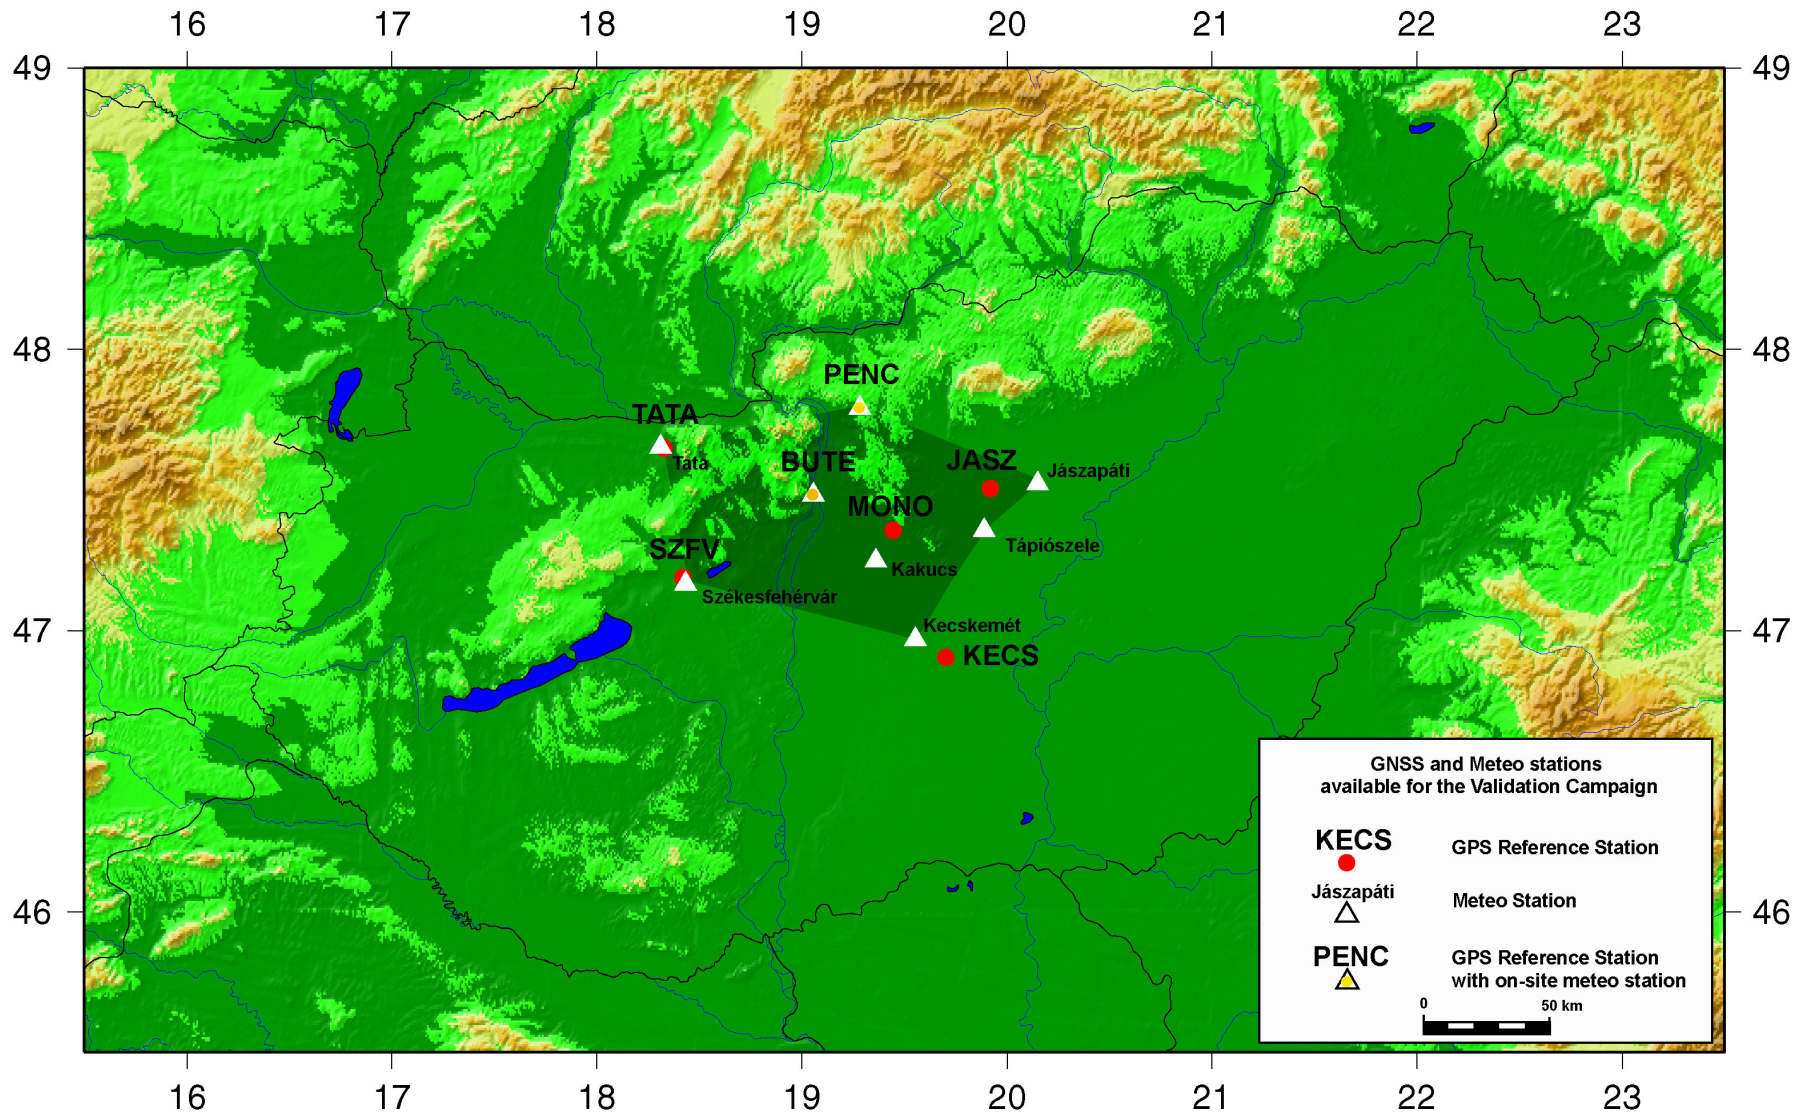 16 17 18 19 20 21 22 23
49 49
48 48
PENC
TATA
Tata
BUTE
JASZ
Jászapáti
MONO
Tápiószele
SZFV
Kakucs
Székesfehérvár
Kecskemét
47 47
KECS
GNSS and Meteo stations
available for the Validation Campaign
KECS GPS Reference Station
Jászapáti
Meteo Station
46 46
PENC GPS Reference Station
with on-site meteo station
0 50 km
16 17 18 19 20 21 22 23